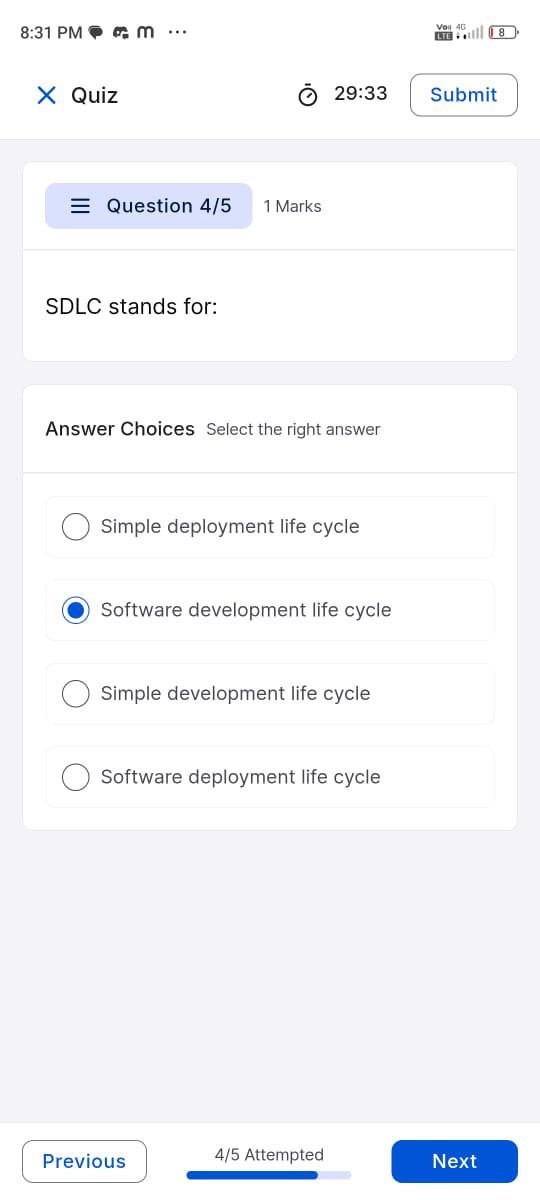 8:31 PM m ... Vo)) 4G LTE 8
Quiz 29:33 Submit
Question 4/5 1 Marks
SDLC stands for:
Answer Choices Select the right answer
Simple deployment life cycle
Software development life cycle
Simple development life cycle
Software deployment life cycle
4/5 Attempted
Previous Next